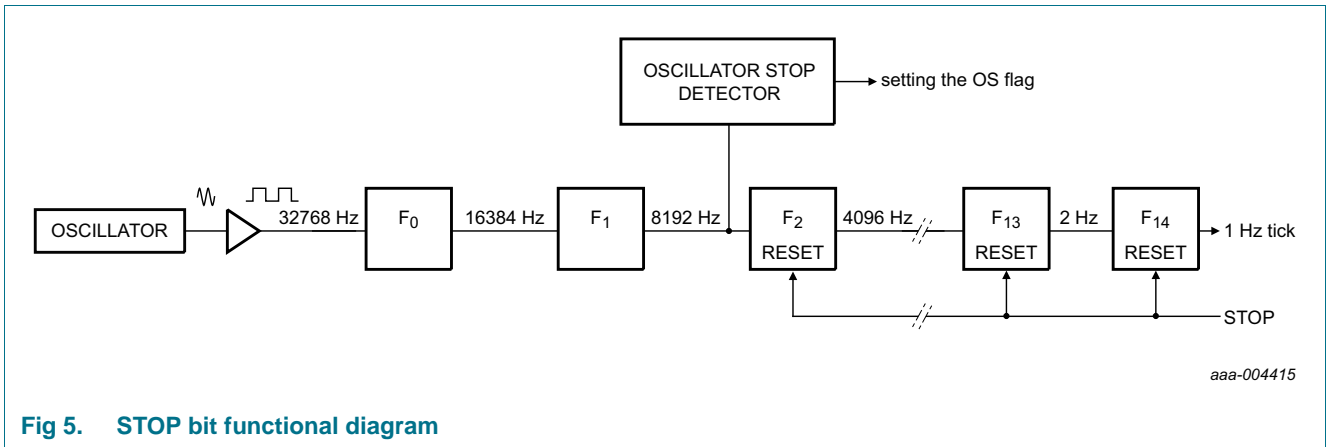 OSCILLATOR STOP
DETECTOR
setting the OS flag
OSCILLATOR
32768 Hz
F0
16384 Hz
F1
8192 Hz
F2
RESET
4096 Hz
F13
RESET
2 Hz
F14
RESET
1 Hz tick
STOP
aaa-004415
Fig 5. STOP bit functional diagram